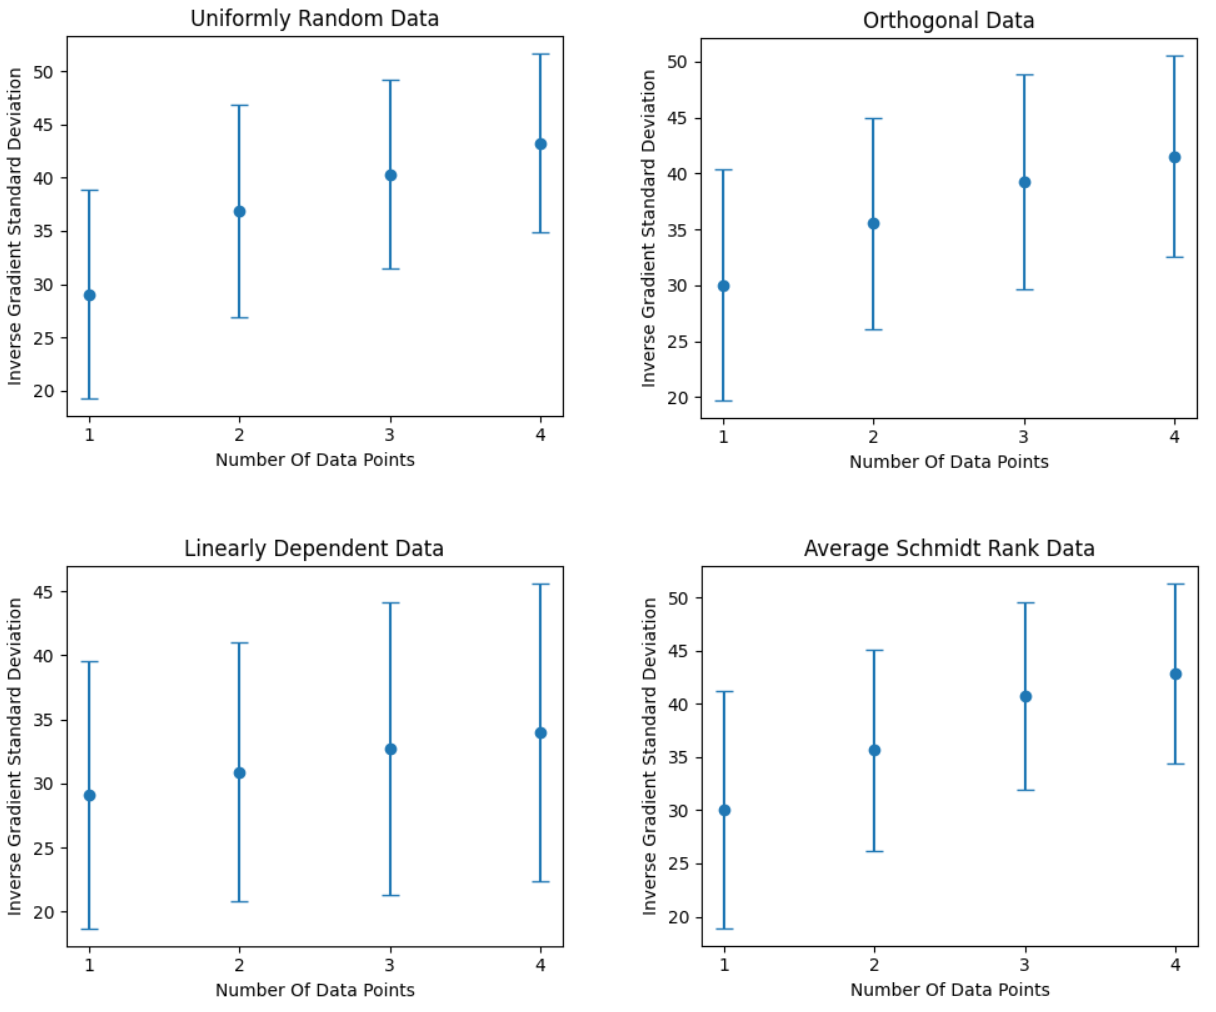 Uniformly Random Data
Inverse Gradient Standard Deviation
50
45
40
35
30
25
20
1 2 3 4
Number Of Data Points
Orthogonal Data
Inverse Gradient Standard Deviation
50
45
40
35
30
25
20
1 2 3 4
Number Of Data Points
Linearly Dependent Data
Inverse Gradient Standard Deviation
45
40
35
30
25
20
1 2 3 4
Number Of Data Points
Average Schmidt Rank Data
Inverse Gradient Standard Deviation
50
45
40
35
30
25
20
1 2 3 4
Number Of Data Points